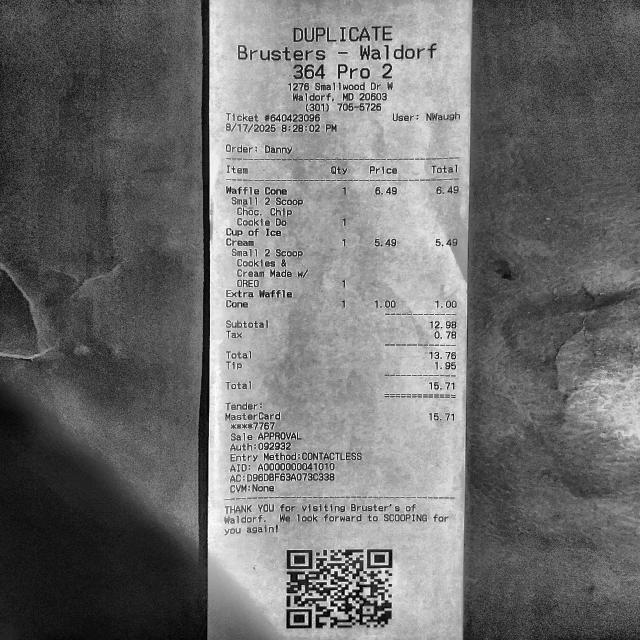 DUPLICATE
Brusters - Waldorf
364 Pro 2
1276 Smallwood Dr W
Waldorf, MD 20603
(301) 705-5726
Ticket #640423096 User: NWaugh
8/17/2025 8:28:02 PM
Order: Danny
Item Qty Price Total
Waffle Cone 1 6.49 6.49
Small 2 Scoop
Choc. Chip
Cookie Do 1
Cup of Ice
Cream 1 5.49 5.49
Small 2 Scoop
Cookies &
Cream Made w/
OREO 1
Extra Waffle
Cone 1 1.00 1.00
Subtotal 12.98
Tax 0.78
Total 13.76
Tip 1.95
Total 15.71
Tender:
MasterCard 15.71
****7767
Sale APPROVAL
Auth:092932
Entry Method:CONTACTLESS
AID: A0000000041010
AC:D96DBF63A073C338
CVM:None
THANK YOU for visiting Bruster's of
Waldorf. We look forward to SCOOPING for
you again!